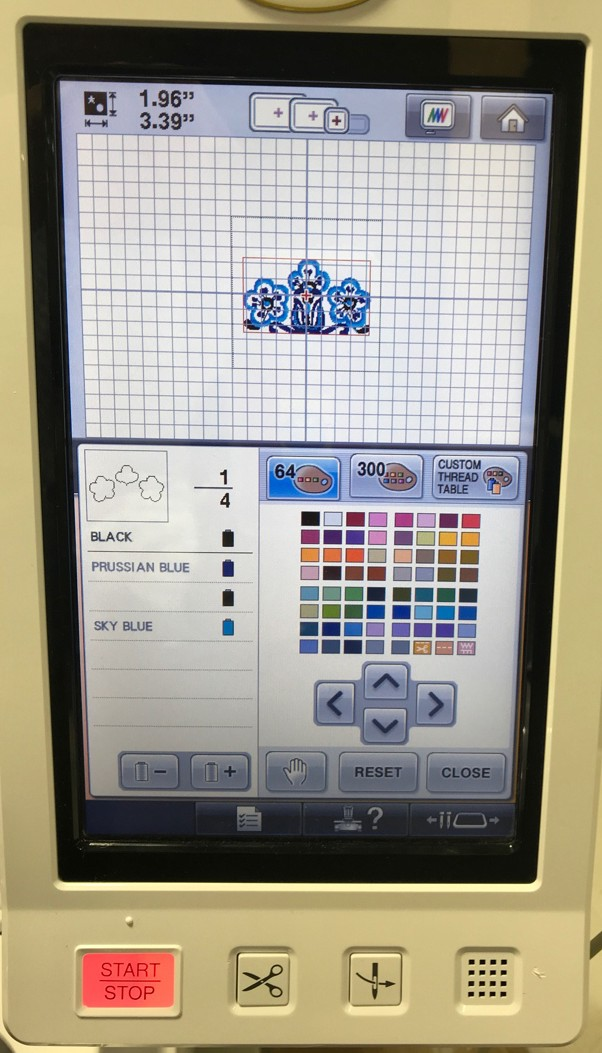 1.96”
3.39”
64
300
CUSTOM
THREAD
TABLE
1
4
BLACK
PRUSSIAN BLUE
SKY BLUE
RESET
CLOSE
?
START
STOP